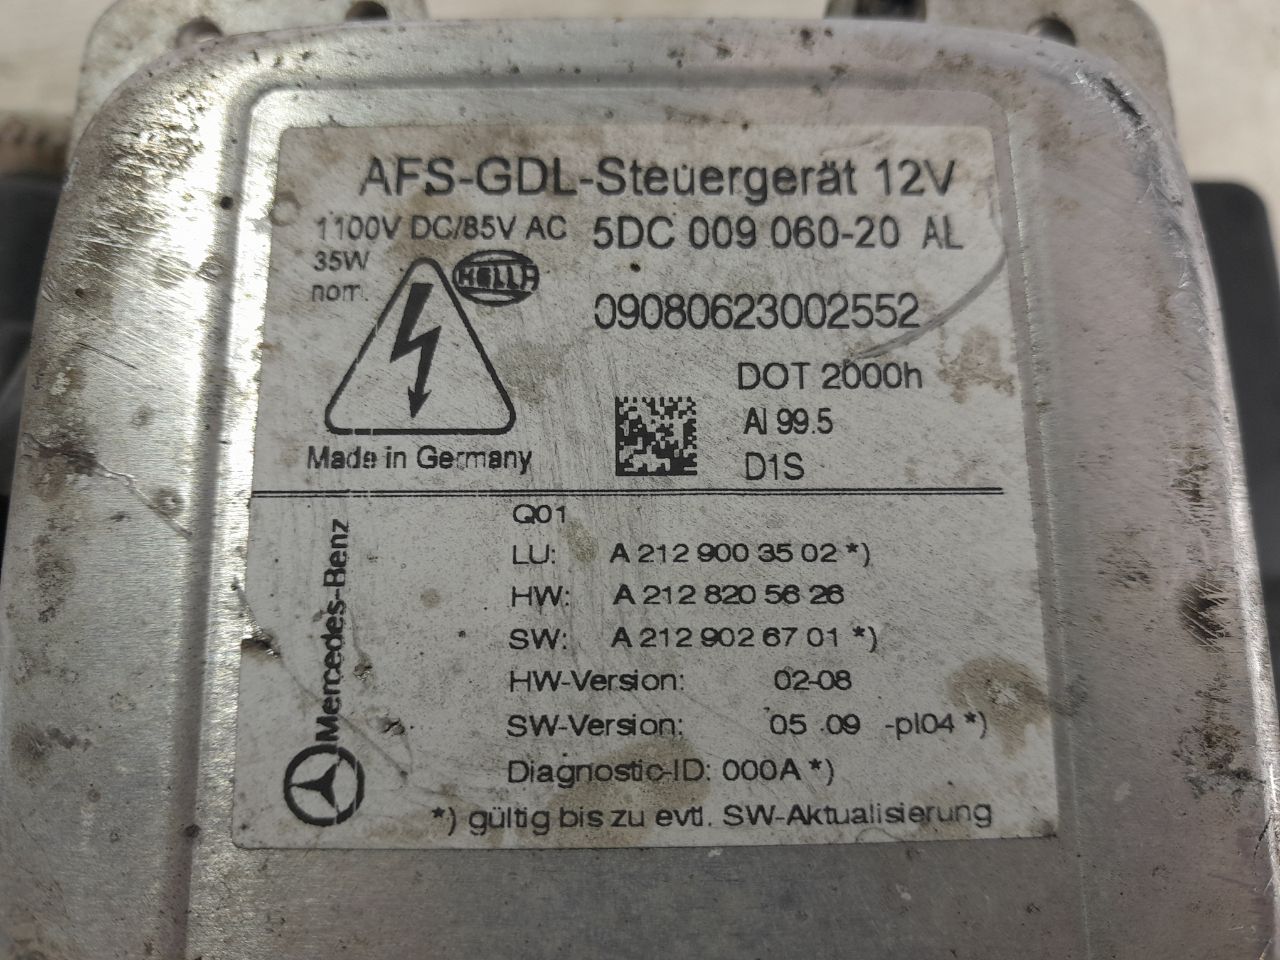 AFS-GDL-Steuergerät 12V
1100V DC/85V AC 5DC 009 060-20 AL
35W
nom.
HELLA
09080623002552
DOT 2000h
Al 99.5
D1S
Made in Germany
Q01
LU: A 212 900 35 02 *)
HW: A 212 820 56 26
SW: A 212 902 67 01 *)
HW-Version: 02-08
SW-Version: 05 .09 -pl04 *)
Diagnostic-ID: 000A *)
*) gültig bis zu evtl. SW-Aktualisierung
Mercedes-Benz